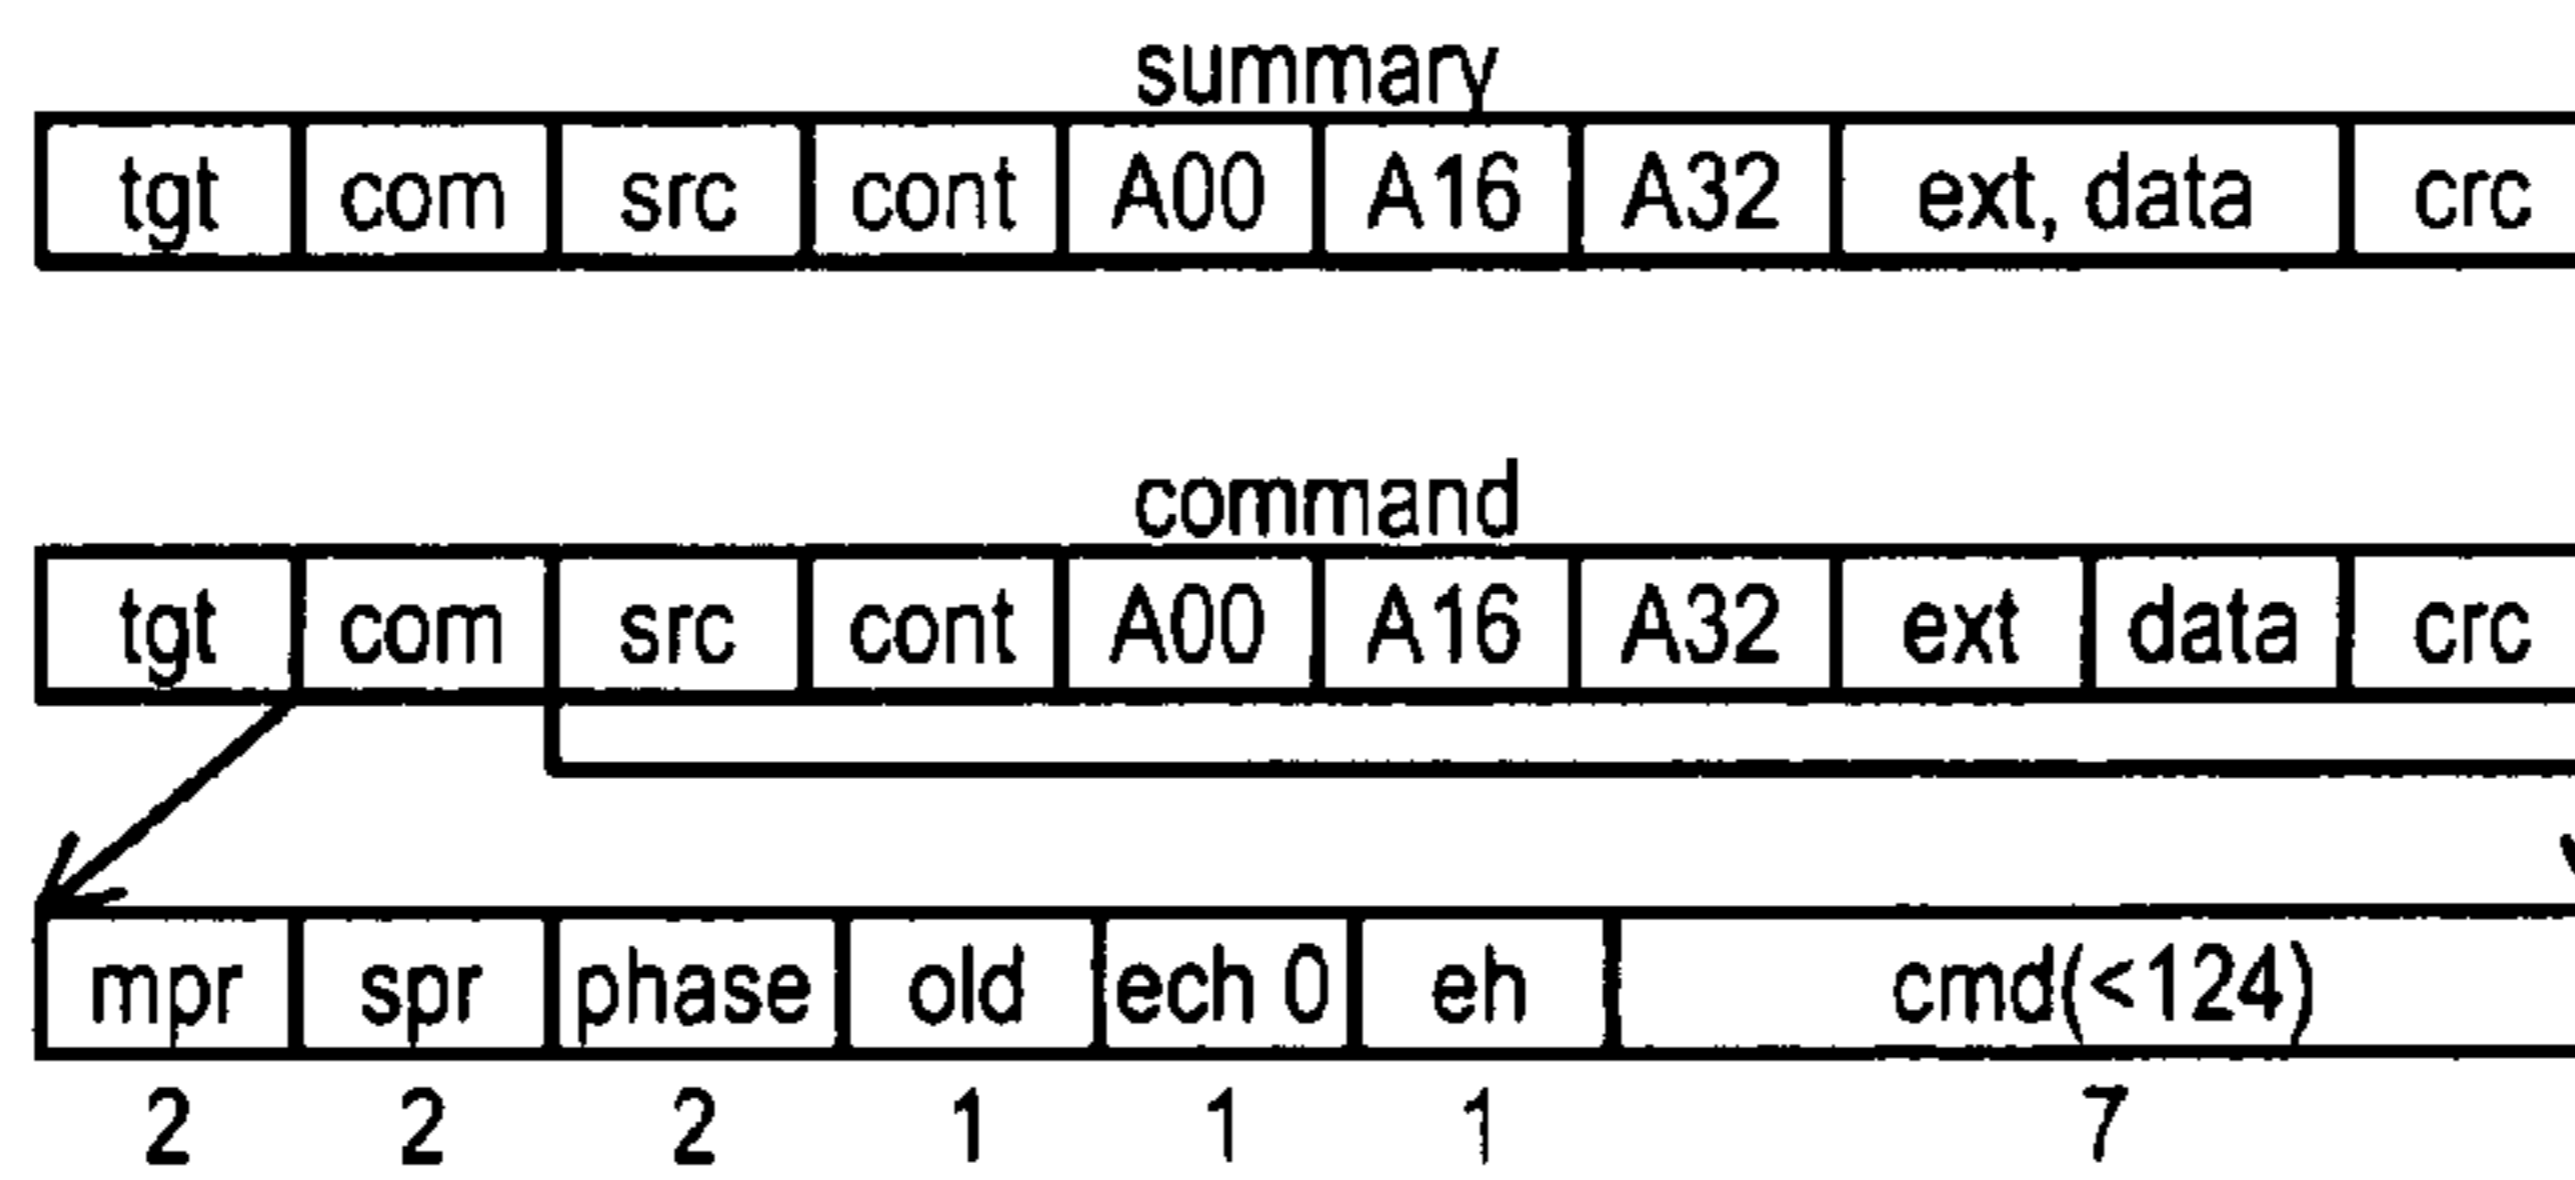 summary
tgt com src cont A00 A16 A32 ext, data crc
command
tgt com src cont A00 A16 A32 ext data crc
mpr spr phase old ech 0 eh cmd(<124)
2 2 2 1 1 1 7